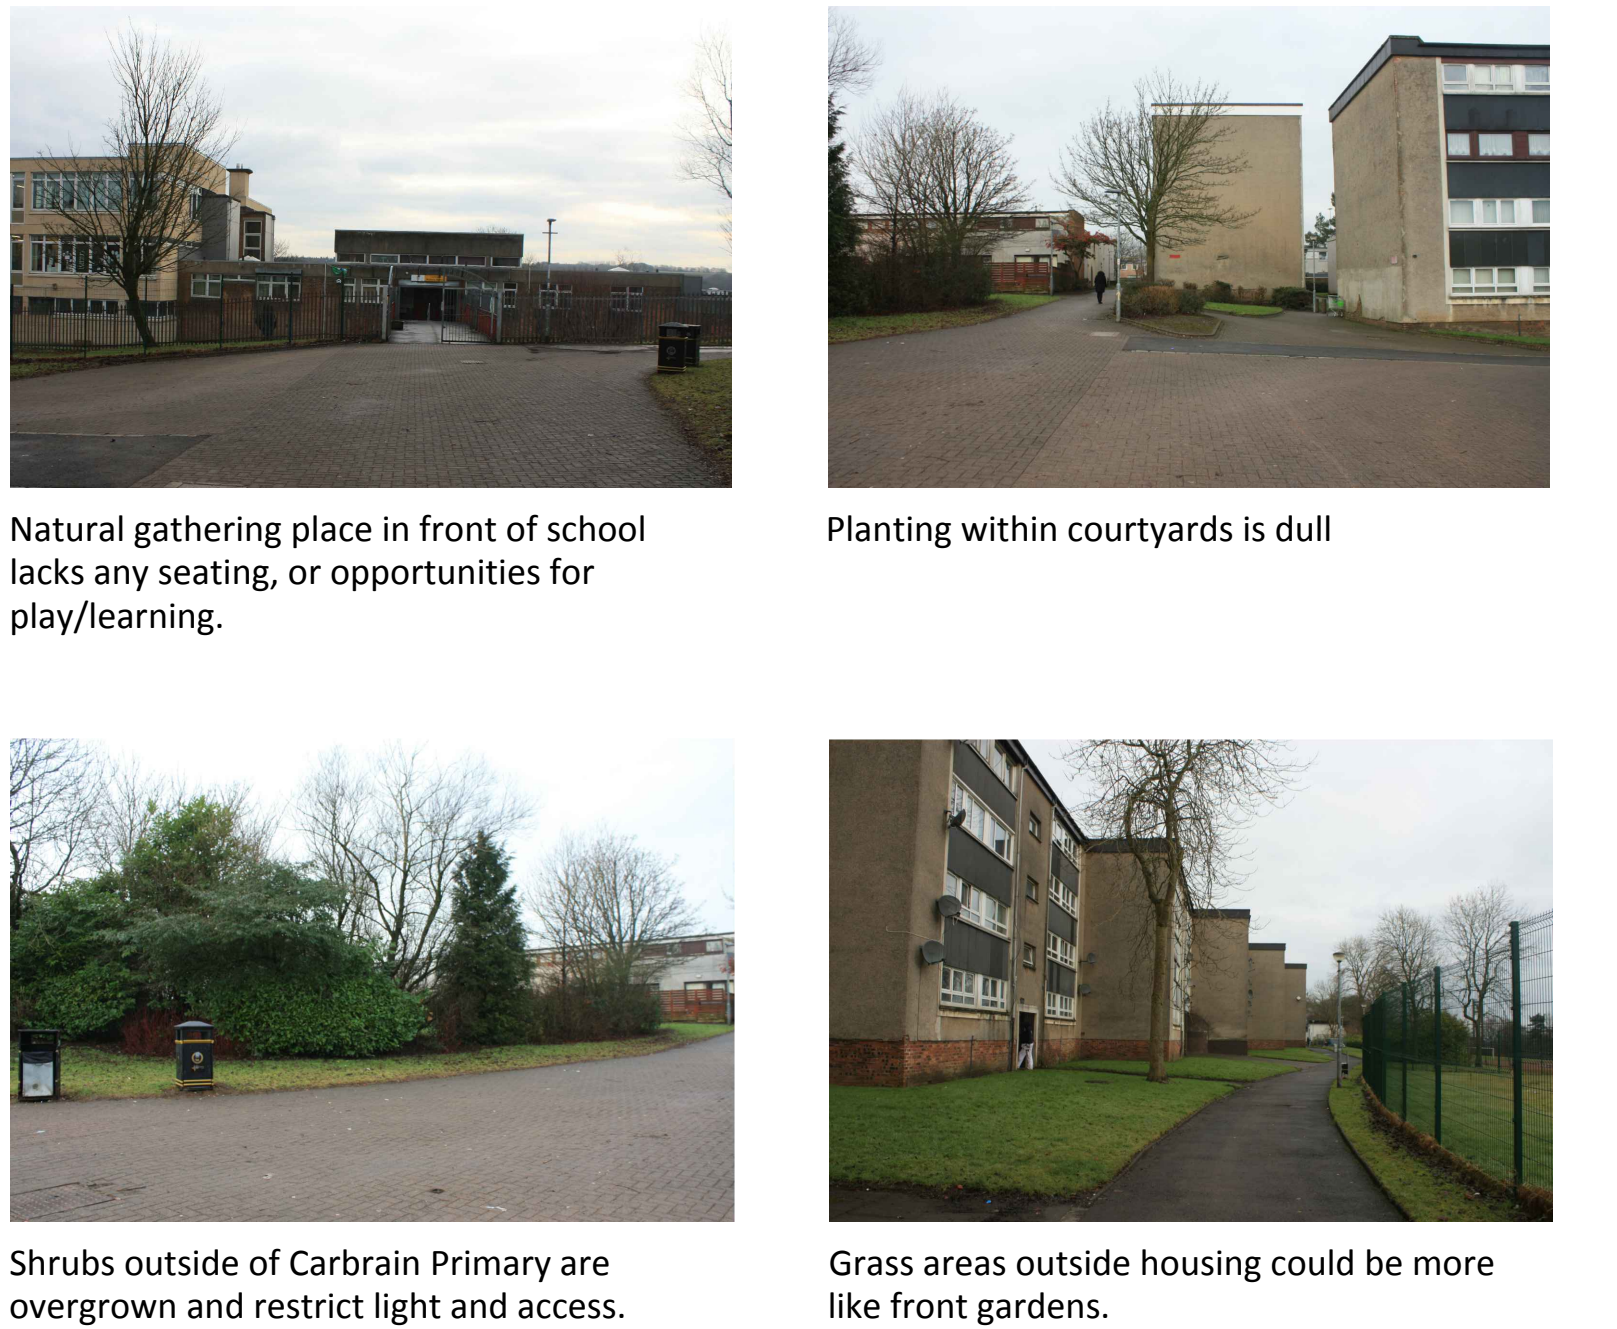 Natural gathering place in front of school
lacks any seating, or opportunities for
play/learning.
Planting within courtyards is dull
Shrubs outside of Carbrain Primary are
overgrown and restrict light and access.
Grass areas outside housing could be more
like front gardens.